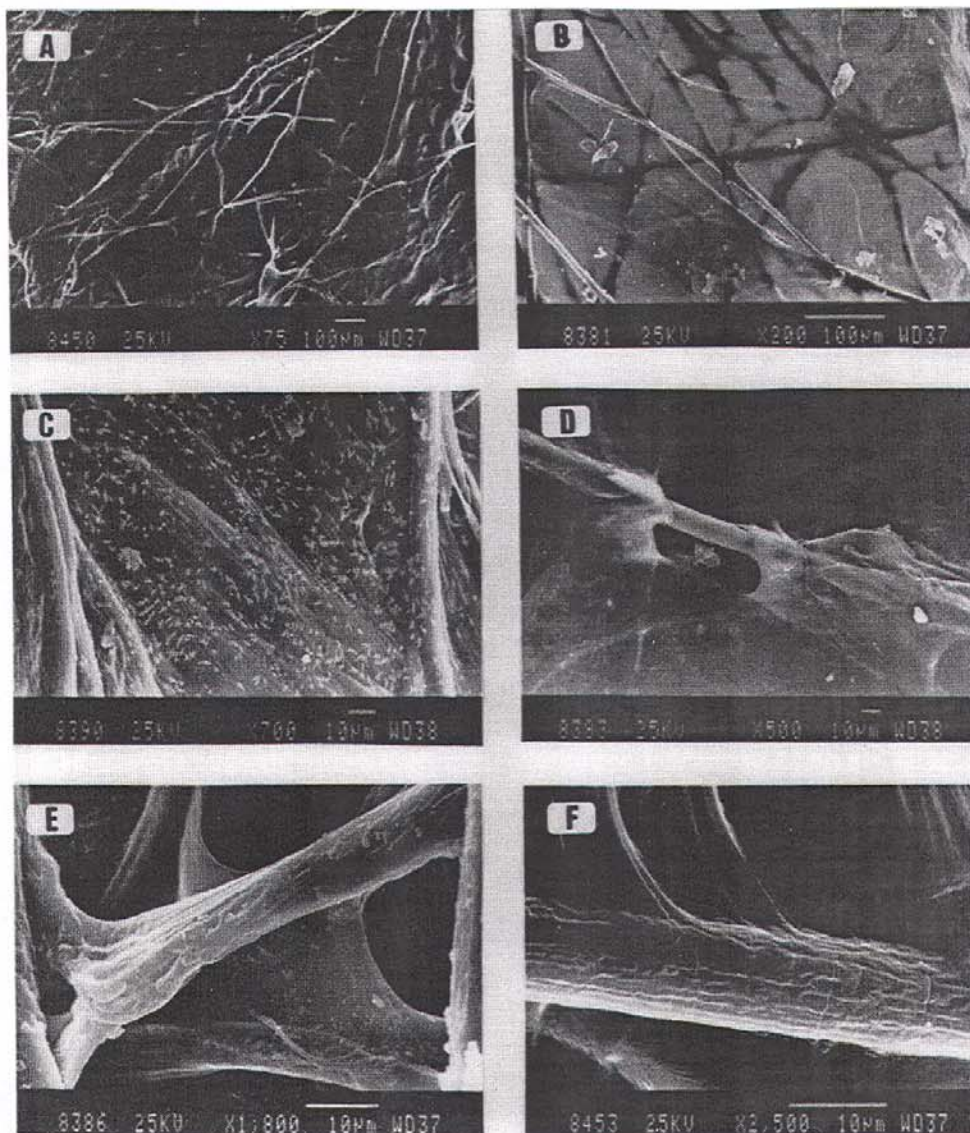 A
B
8450 25KV X75 100µm WD37
8381 25KV X200 100µm WD37
C
D
8390 25KV X700 10µm WD38
8383 25KV X500 10µm WD38
E
F
8386 25KV X1,800 10µm WD37
8453 25KV X2,500 10µm WD37